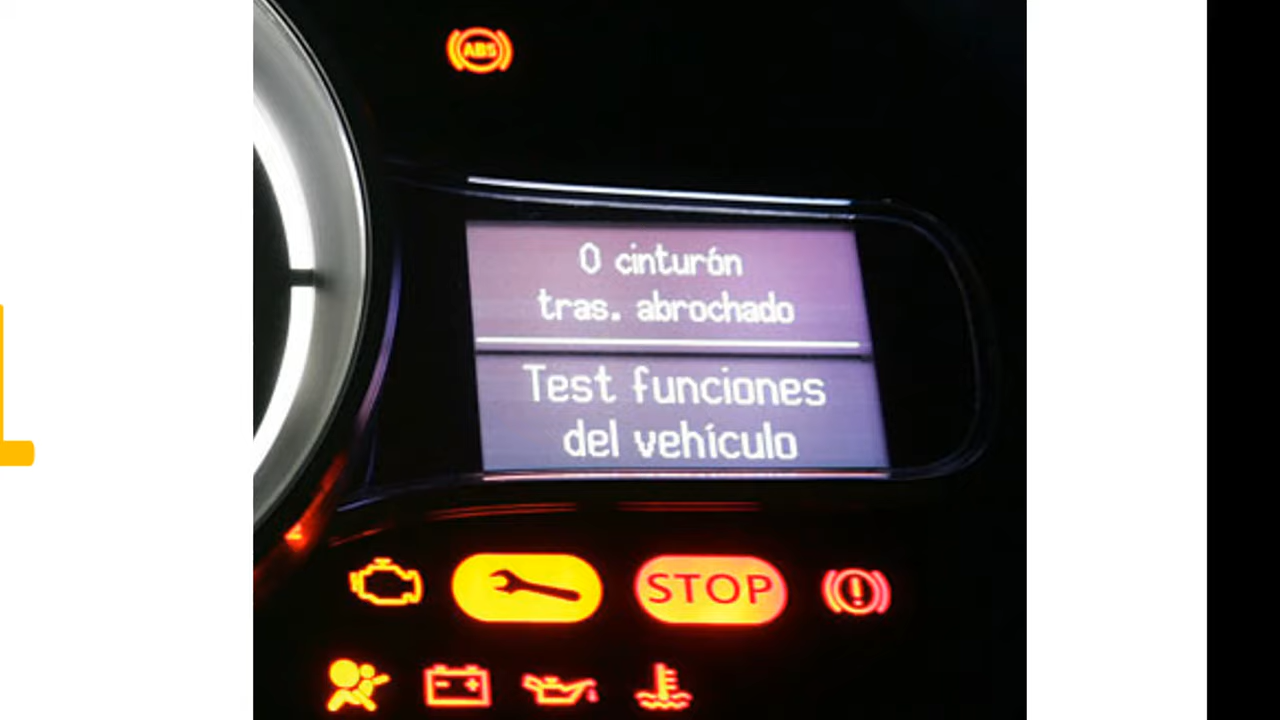 ABS
0 cinturón
tras. abrochado
Test funciones
del vehículo
STOP